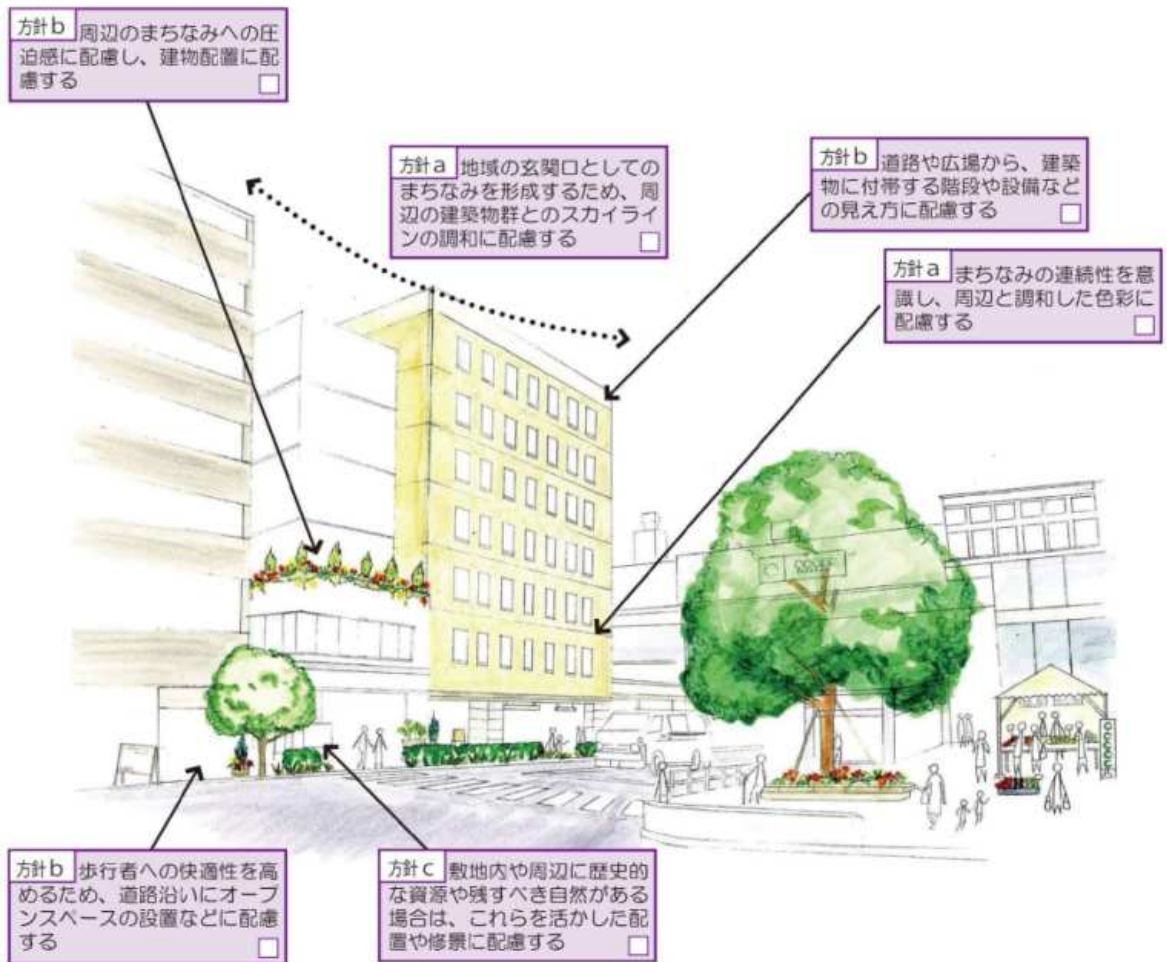 方針b 周辺のまちなみへの圧
迫感に配慮し、建物配置に配
慮する □
方針a 地域の玄関口としての
まちなみを形成するため、周
辺の建築物群とのスカイライ
ンの調和に配慮する □
方針b 道路や広場から、建築
物に付帯する階段や設備など
の見え方に配慮する □
方針a まちなみの連続性を意
識し、周辺と調和した色彩に
配慮する □
方針b 歩行者への快適性を高
めるため、道路沿いにオープ
ンスペースの設置などに配慮
する □
方針c 敷地内や周辺に歴史的
な資源や残すべき自然がある
場合は、これらを活かした配
置や修景に配慮する □